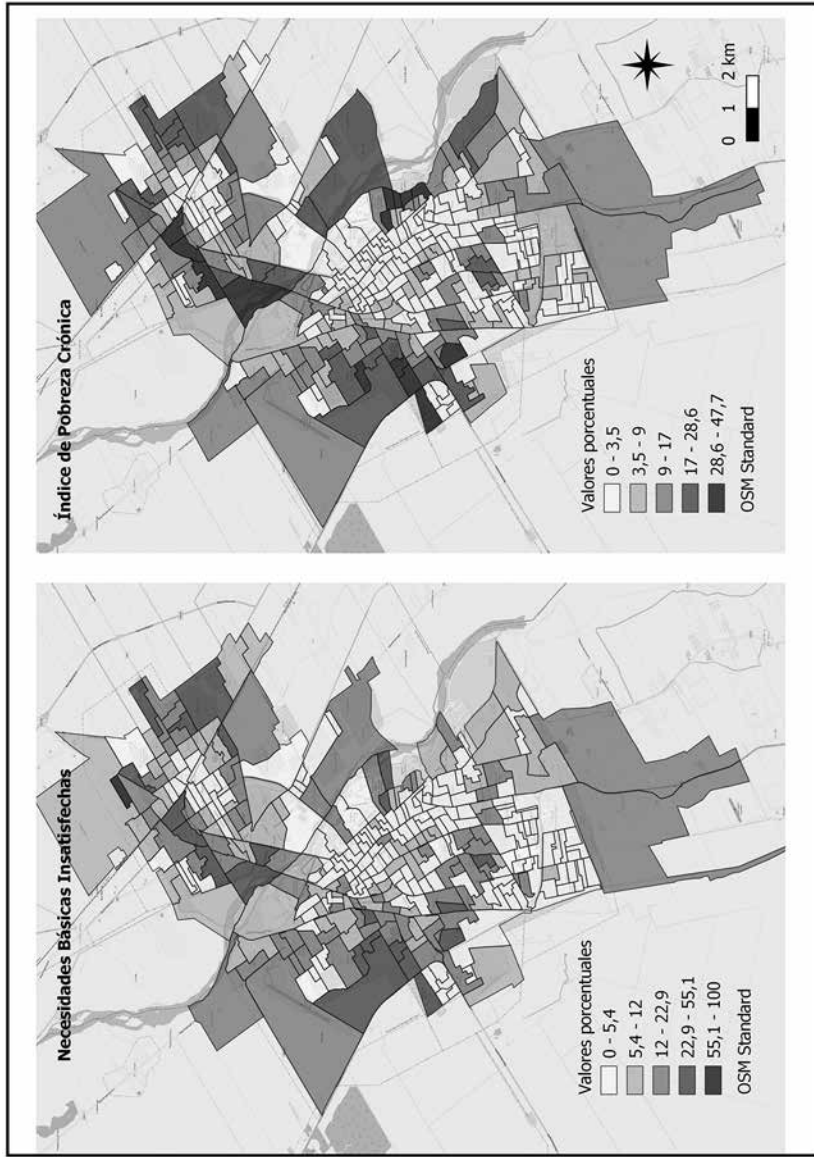 Necesidades Básicas Insatisfechas
Valores porcentuales
0 - 5,4
5,4 - 12
12 - 22,9
22,9 - 55,1
55,1 - 100
OSM Standard
Índice de Pobreza Crónica
Valores porcentuales
0 - 3,5
3,5 - 9
9 - 17
17 - 28,6
28,6 - 47,7
OSM Standard
0 1 2 km